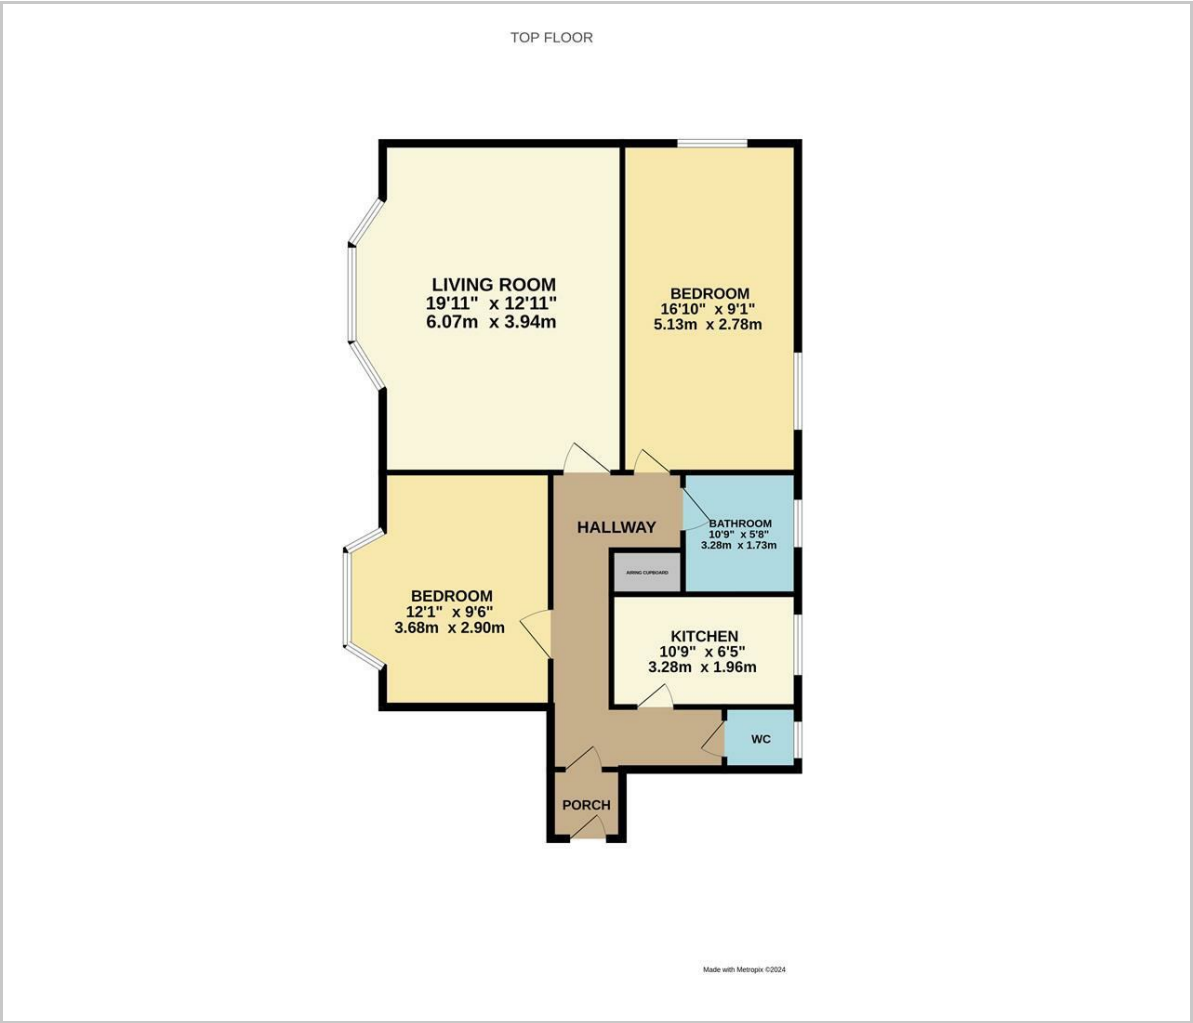 TOP FLOOR
LIVING ROOM
19'11" x 12'11"
6.07m x 3.94m
BEDROOM
16'10" x 9'1"
5.13m x 2.78m
HALLWAY
BATHROOM
10'9" x 5'8"
3.28m x 1.73m
AIRING CUPBOARD
BEDROOM
12'1" x 9'6"
3.68m x 2.90m
KITCHEN
10'9" x 6'5"
3.28m x 1.96m
WC
PORCH
Made with Metropix ©2024